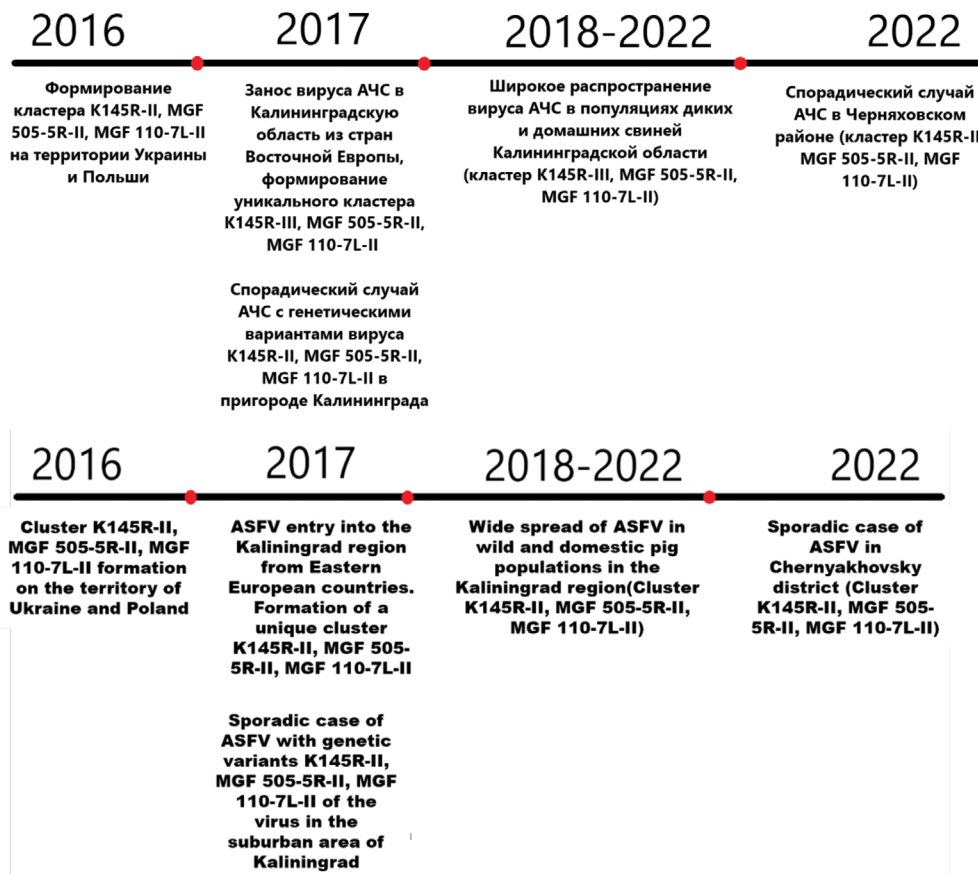 2016
Формирование
кластера K145R-II, MGF
505-5R-II, MGF 110-7L-II
на территории Украины
и Польши
2017
Занос вируса АЧС в
Калининградскую
область из стран
Восточной Европы,
формирование
уникального кластера
K145R-III, MGF 505-5R-II,
MGF 110-7L-II
Спорадический случай
АЧС с генетическими
вариантами вируса
K145R-II, MGF 505-5R-II,
MGF 110-7L-II в
пригороде Калининграда
2018-2022
Широкое распространение
вируса АЧС в популяциях диких
и домашних свиней
Калининградской области
(кластер K145R-III, MGF 505-5R-II,
MGF 110-7L-II)
2022
Спорадический случай
АЧС в Черняховском
районе (кластер K145R-II
MGF 505-5R-II, MGF
110-7L-II)
2016
Cluster K145R-II,
MGF 505-5R-II, MGF
110-7L-II formation
on the territory of
Ukraine and Poland
2017
ASFV entry into the
Kaliningrad region
from Eastern
European countries.
Formation of a
unique cluster
K145R-II, MGF 505-
5R-II, MGF 110-7L-II
Sporadic case of
ASFV with genetic
variants K145R-II,
MGF 505-5R-II, MGF
110-7L-II of the
virus in the
suburban area of
Kaliningrad
2018-2022
Wide spread of ASFV in
wild and domestic pig
populations in the
Kaliningrad region(Cluster
K145R-II, MGF 505-5R-II,
MGF 110-7L-II)
2022
Sporadic case of
ASFV in
Chernyakhovsky
district (Cluster
K145R-II, MGF 505-
5R-II, MGF 110-7L-II)